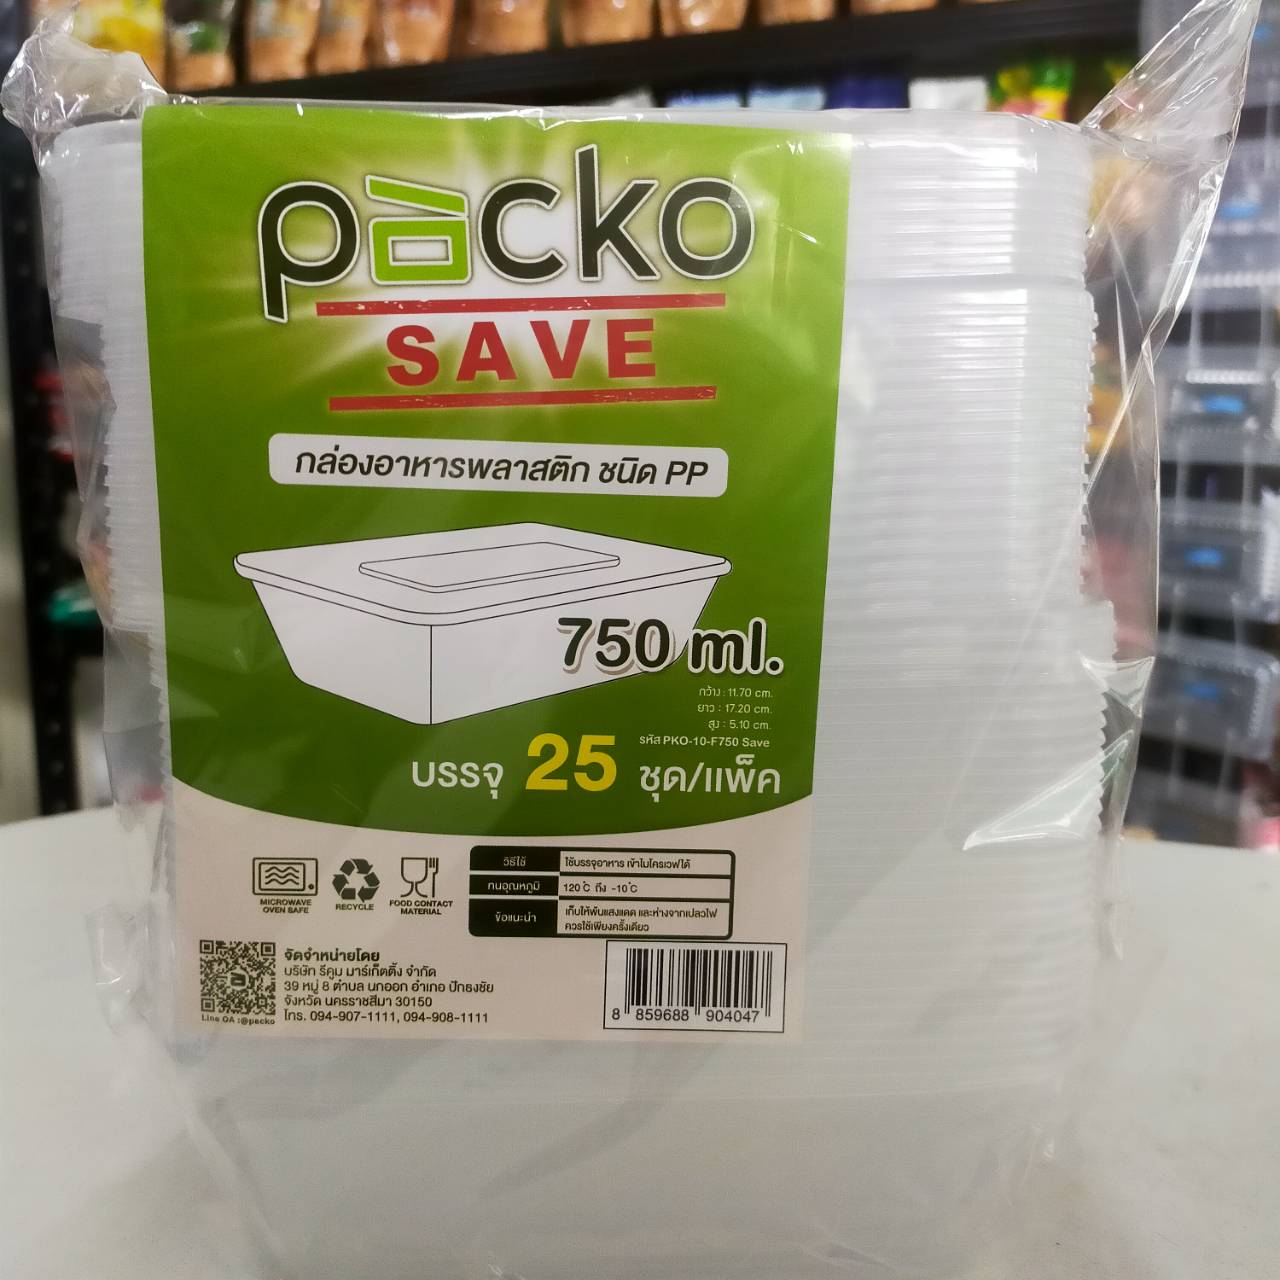 packo
SAVE
กล่องอาหารพลาสติก ชนิด PP
750 ml.
กว้าง : 11.70 cm.
ยาว : 17.20 cm.
สูง : 5.10 cm.
รหัส PKO-10-F750 Save
บรรจุ 25 ชุด/แพ็ค
MICROWAVE
OVEN SAFE
RECYCLE
FOOD CONTACT
MATERIAL
วิธีใช้ ใช้บรรจุอาหาร เข้าไมโครเวฟได้
ทนอุณหภูมิ 120 ํC ถึง -10 ํC
ข้อแนะนำ เก็บให้พ้นแสงแดด และห่างจากเปลวไฟ
ควรใช้เพียงครั้งเดียว
จัดจำหน่ายโดย
บริษัท รีคูม มาร์เก็ตติ้ง จำกัด
39 หมู่ 8 ตำบล นกออก อำเภอ ปักธงชัย
จังหวัด นครราชสีมา 30150
โทร. 094-907-1111, 094-908-1111
Line OA :@packo
8 859688 904047